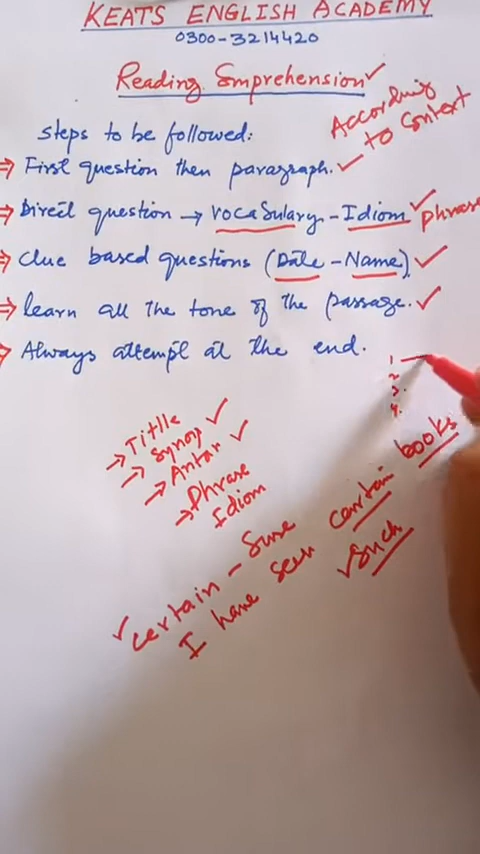 KEATS ENGLISH ACADEMY
0300-3214420
Reading Comprehension
According
to Context
steps to be followed:
⇒ First question then paragraph.
⇒ Direct question → vocabulary - Idiom phrase
⇒ Clue based questions (Date - Name)
⇒ learn all the tone of the passage.
⇒ Always attempt at the end.
1
2
3.
4.
→ Titlle
→ Synop
→ Antan
→ Phrase
Idiom
certain - Sure
I have seen certain books
such